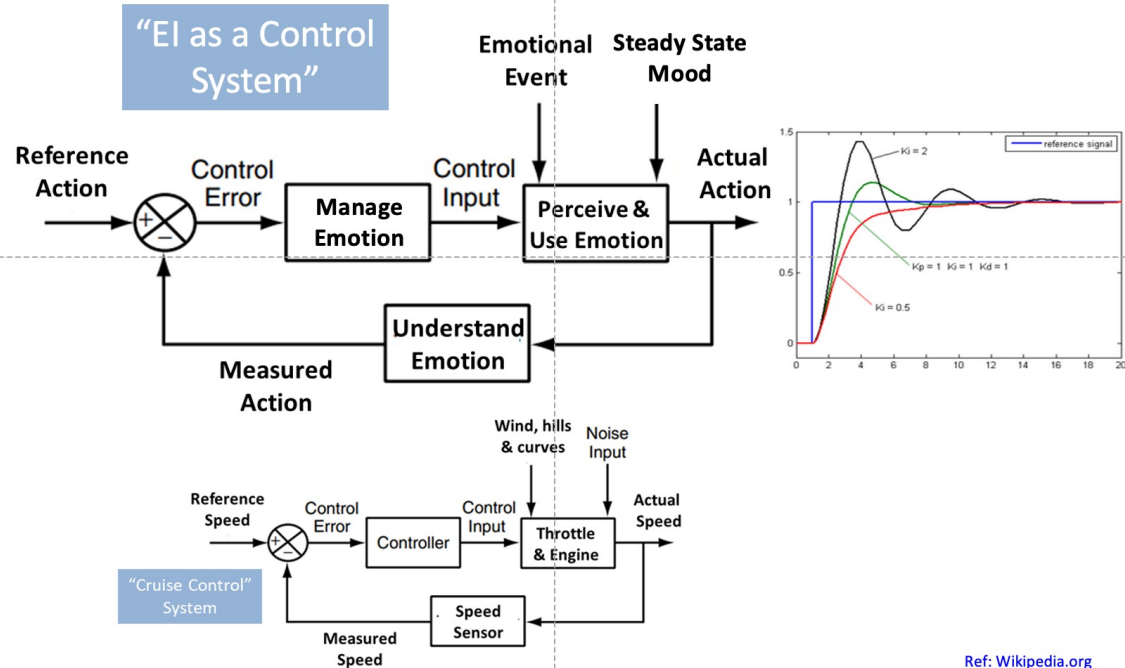 “EI as a Control
System”
Emotional
Event
Steady State
Mood
Reference
Action
Control
Error
Control
Input
Actual
Action
+
−
Manage
Emotion
Perceive &
Use Emotion
Understand
Emotion
Measured
Action
1.5
1
0.5
0
0 2 4 6 8 10 12 14 16 18 20
reference signal
Ki = 2
Kp = 1 Ki = 1 Kd = 1
Ki = 0.5
Wind, hills
& curves
Noise
Input
Reference
Speed
Control
Error
Control
Input
Actual
Speed
+
−
Controller
Throttle
& Engine
“Cruise Control”
System
Speed
Sensor
Measured
Speed
Ref: Wikipedia.org